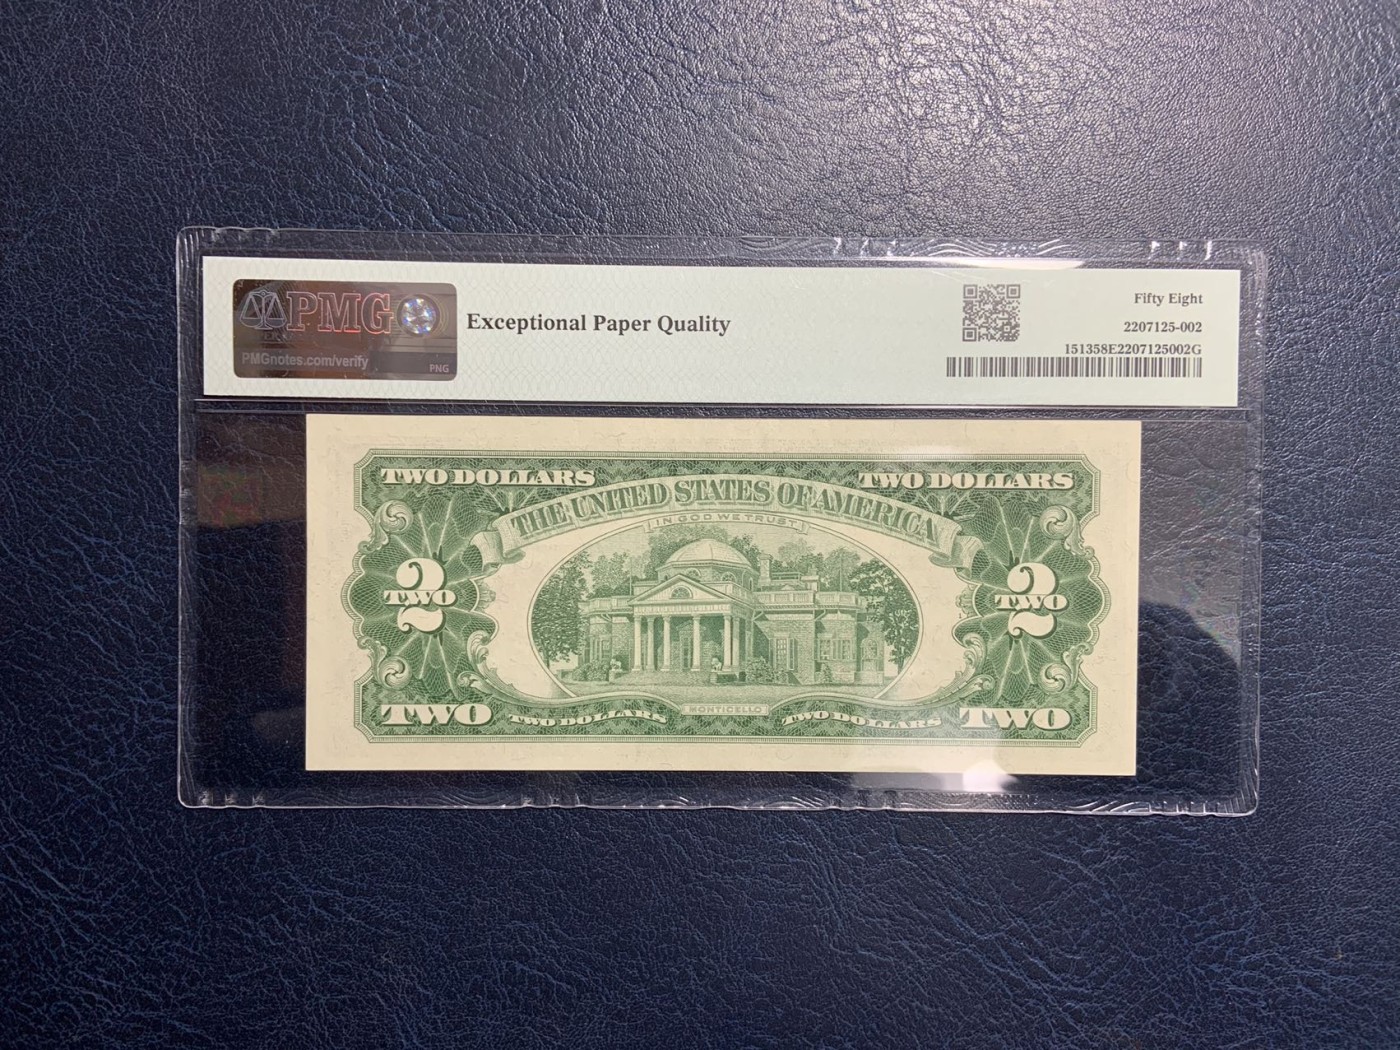 PMG
PMGnotes.com/verify
PNG
Exceptional Paper Quality
Fifty Eight
2207125-002
151358E2207125002G
TWO DOLLARS
TWO DOLLARS
THE UNITED STATES OF AMERICA
IN GOD WE TRUST
2
TWO
2
TWO
MONTICELLO
TWO
TWO DOLLARS
TWO DOLLARS
TWO